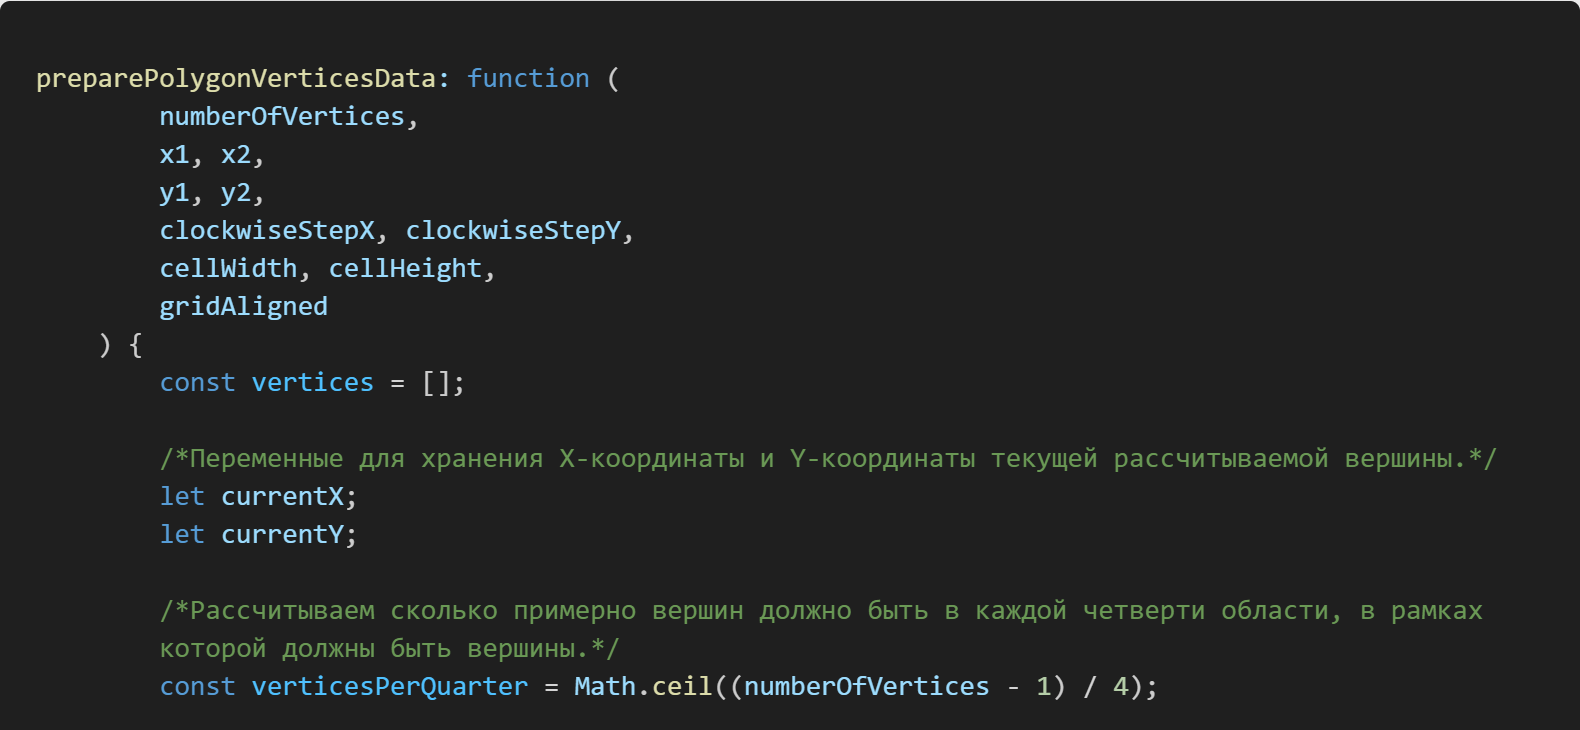 preparePolygonVerticesData: function (
numberOfVertices,
x1, x2,
y1, y2,
clockwiseStepX, clockwiseStepY,
cellWidth, cellHeight,
gridAligned
) {
const vertices = [];
/*Переменные для хранения X-координаты и Y-координаты текущей рассчитываемой вершины.*/
let currentX;
let currentY;
/*Рассчитываем сколько примерно вершин должно быть в каждой четверти области, в рамках
которой должны быть вершины.*/
const verticesPerQuarter = Math.ceil((numberOfVertices - 1) / 4);